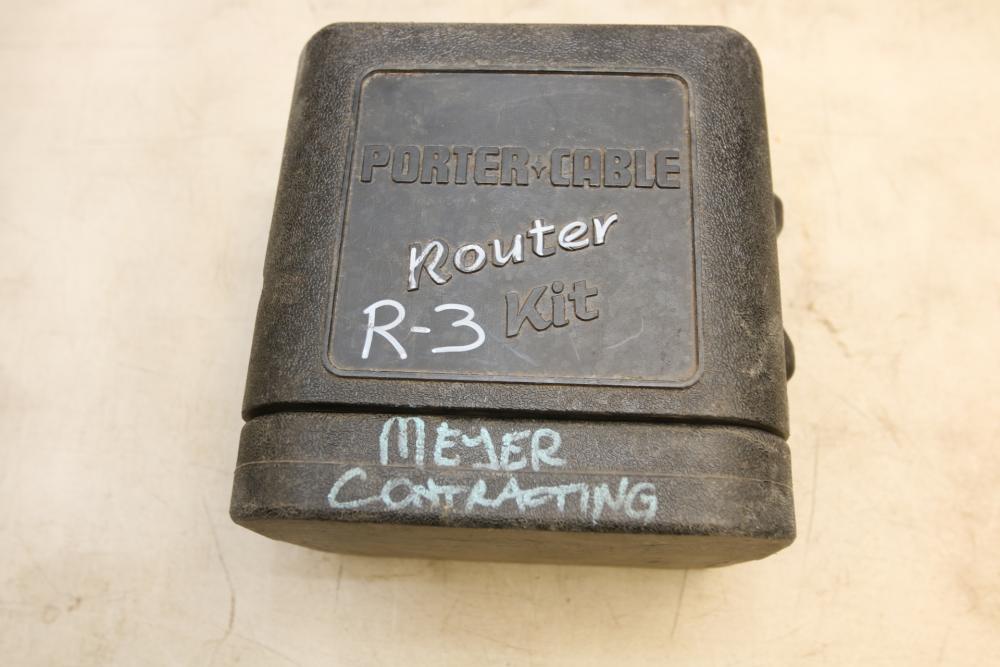 PORTER+CABLE
Router
R-3 Kit
MEYER
CONTRACTING